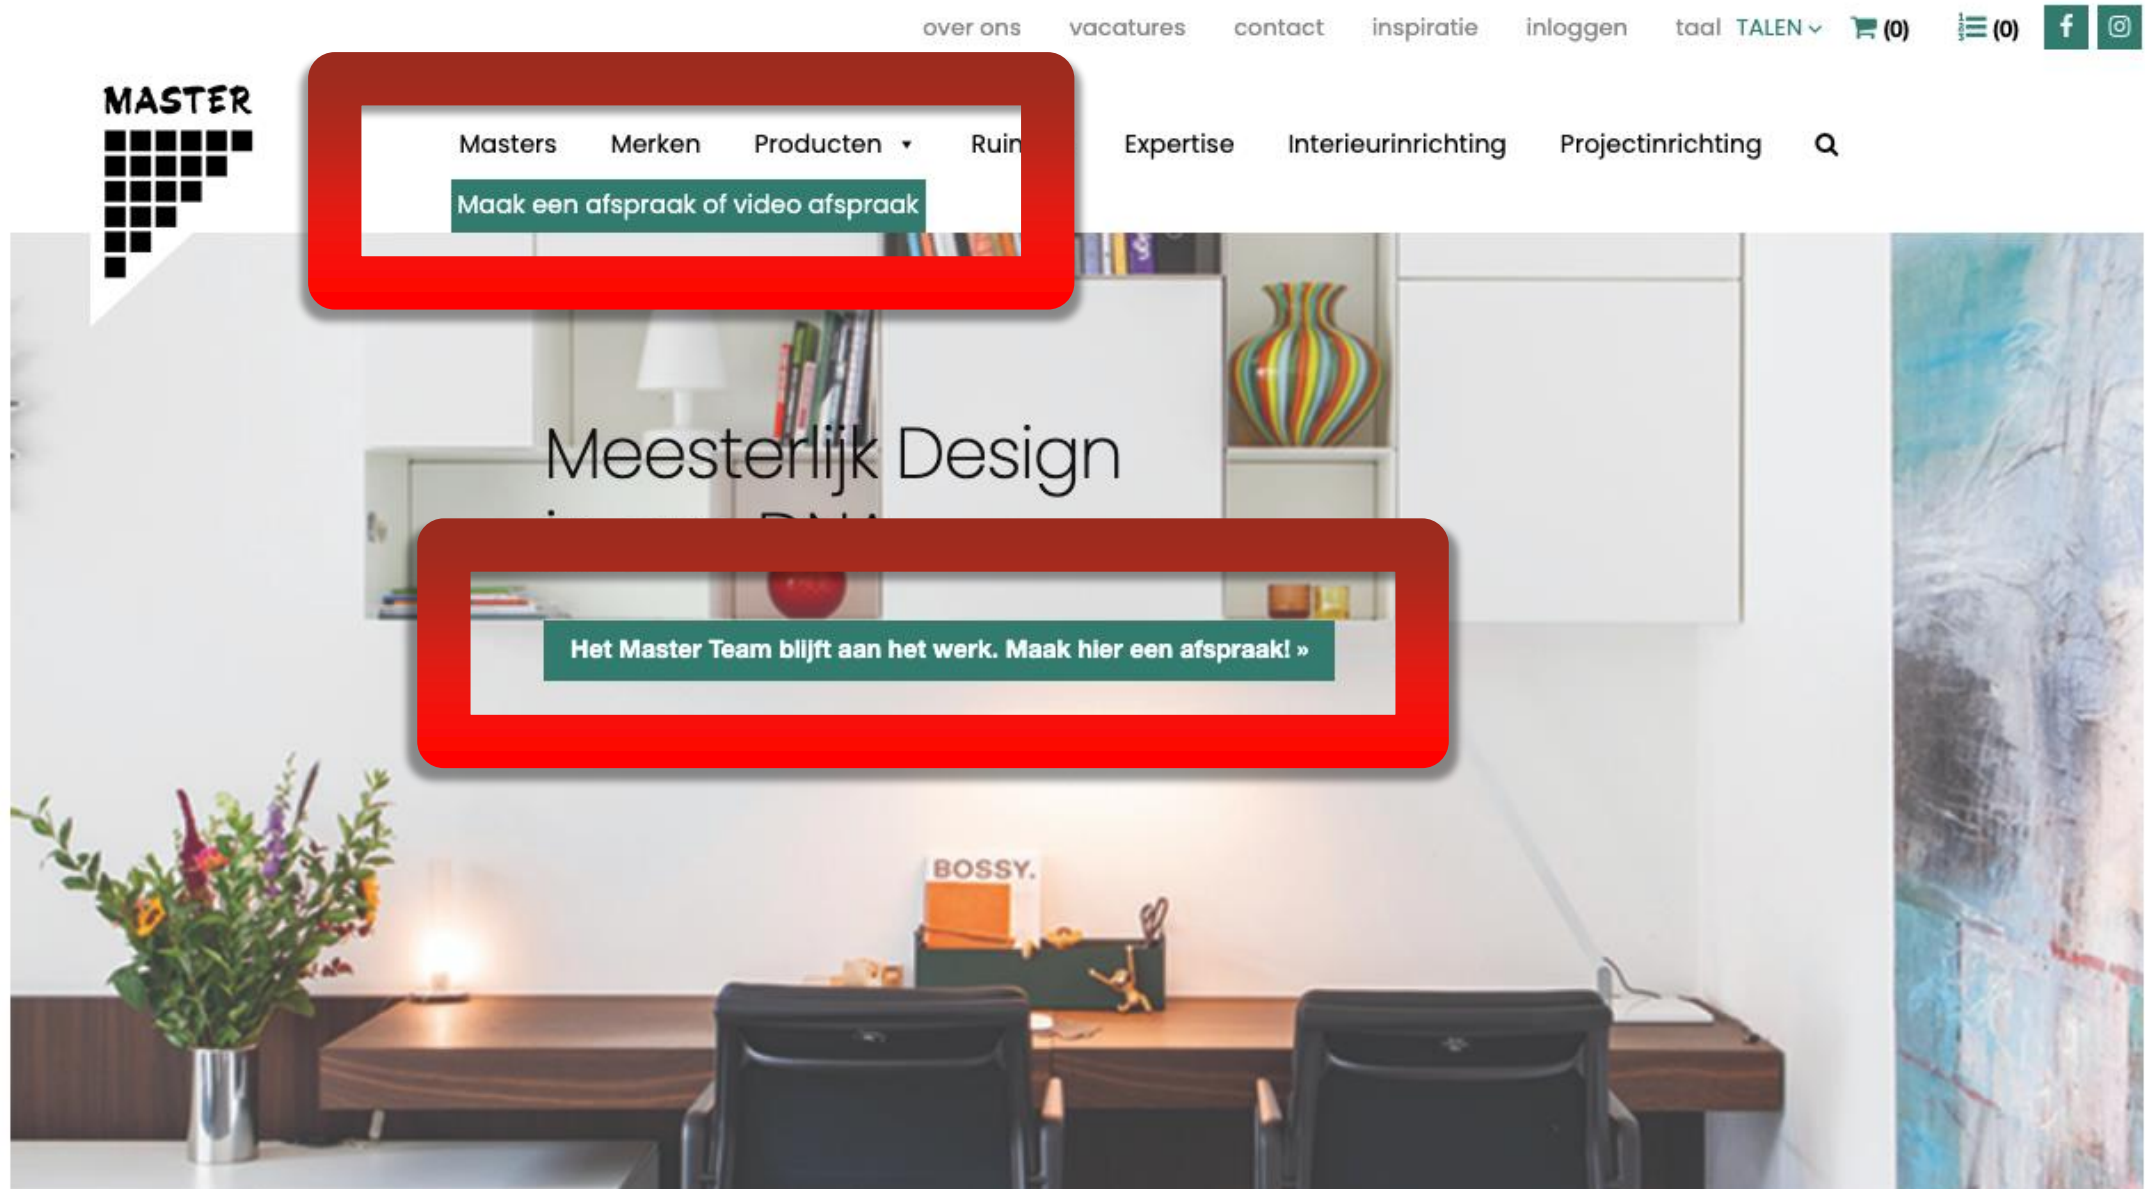 over ons vacatures contact inspiratie inloggen taal TALEN (0) (0)
MASTER
Masters Merken Producten Expertise Interieurinrichting Projectinrichting
Maak een afspraak of video afspraak
Meesterlijk Design
Het Master Team blijft aan het werk. Maak hier een afspraak! »
BOSSY.